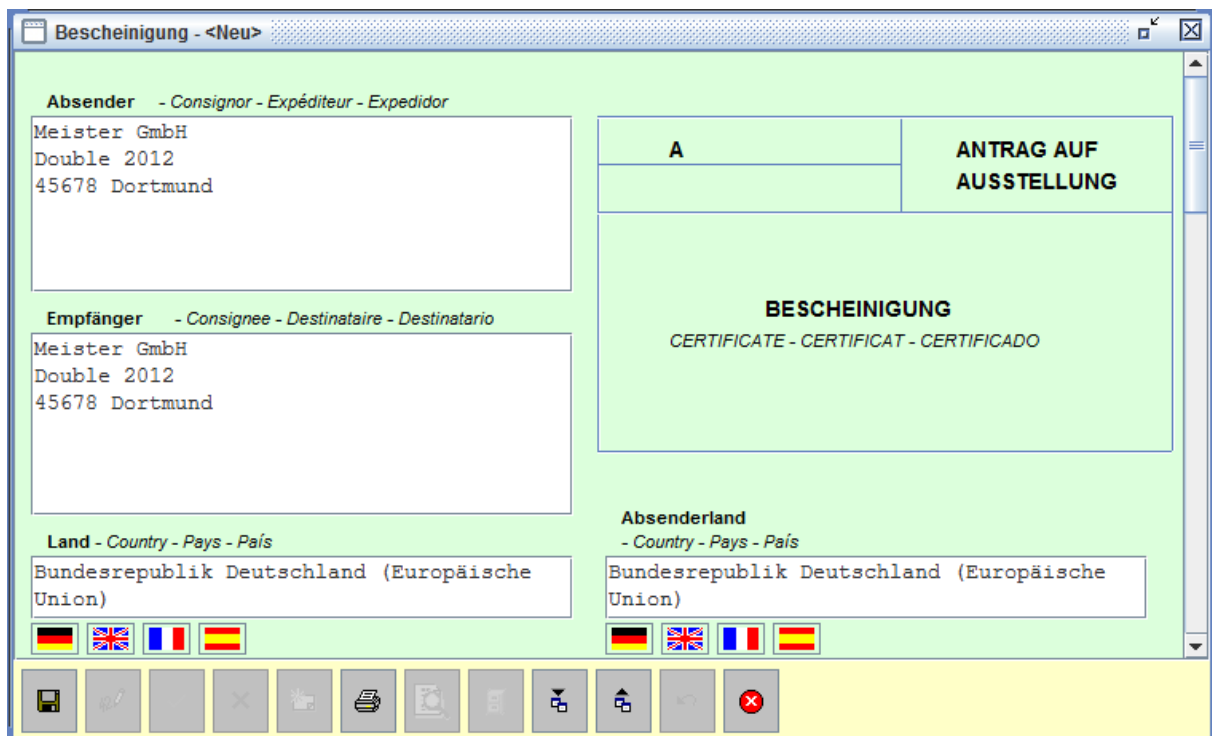 Bescheinigung - <Neu>
Absender - Consignor - Expéditeur - Expedidor
Meister GmbH
Double 2012
45678 Dortmund
A
ANTRAG AUF
AUSSTELLUNG
BESCHEINIGUNG
CERTIFICATE - CERTIFICAT - CERTIFICADO
Empfänger - Consignee - Destinataire - Destinatario
Meister GmbH
Double 2012
45678 Dortmund
Land - Country - Pays - País
Bundesrepublik Deutschland (Europäische
Union)
Absenderland
- Country - Pays - País
Bundesrepublik Deutschland (Europäische
Union)